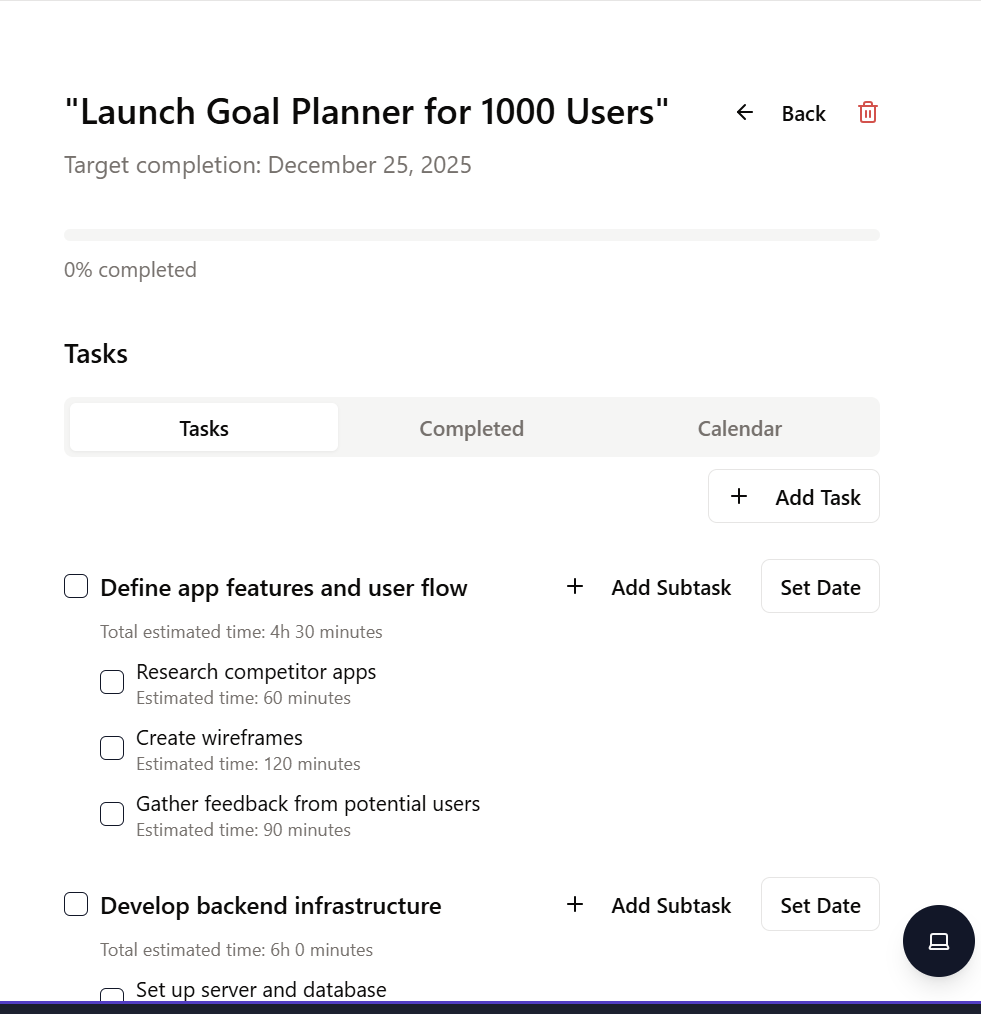 "Launch Goal Planner for 1000 Users"
Back
Target completion: December 25, 2025
0% completed
Tasks
Tasks
Completed
Calendar
Add Task
Define app features and user flow
Add Subtask
Set Date
Total estimated time: 4h 30 minutes
Research competitor apps
Estimated time: 60 minutes
Create wireframes
Estimated time: 120 minutes
Gather feedback from potential users
Estimated time: 90 minutes
Develop backend infrastructure
Add Subtask
Set Date
Total estimated time: 6h 0 minutes
Set up server and database